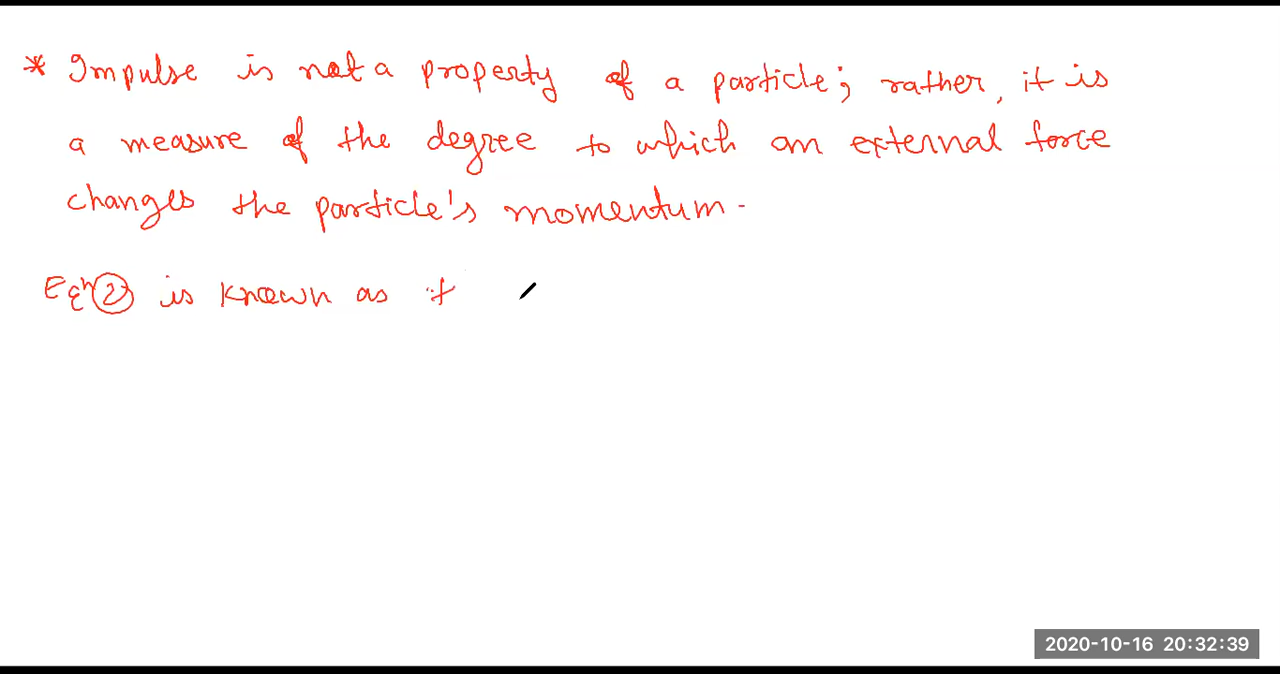 * Impulse is not a property of a particle; rather, it is
a measure of the degree to which an external force
changes the particle's momentum.
Eqn (2) is known as
2020-10-16 20:32:39